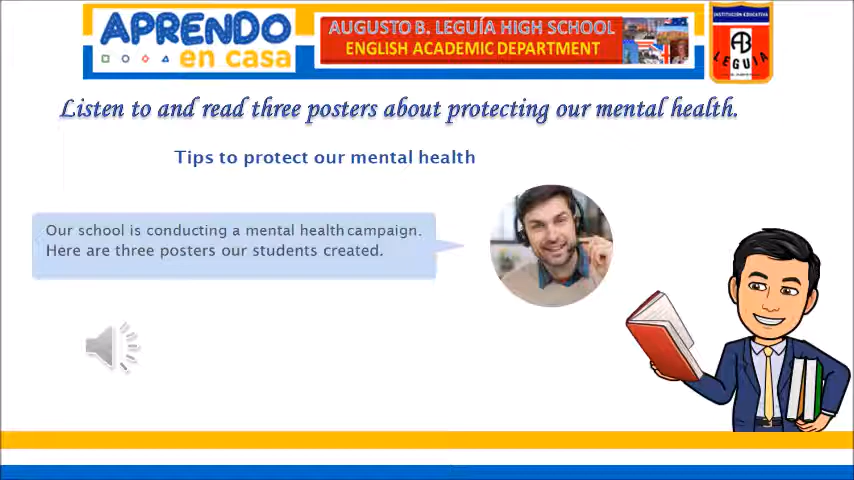 APRENDO
en casa
AUGUSTO B. LEGUÍA HIGH SCHOOL
ENGLISH ACADEMIC DEPARTMENT
INSTITUCIÓN EDUCATIVA
AB
LEGUIA
Listen to and read three posters about protecting our mental health.
Tips to protect our mental health
Our school is conducting a mental health campaign.
Here are three posters our students created.